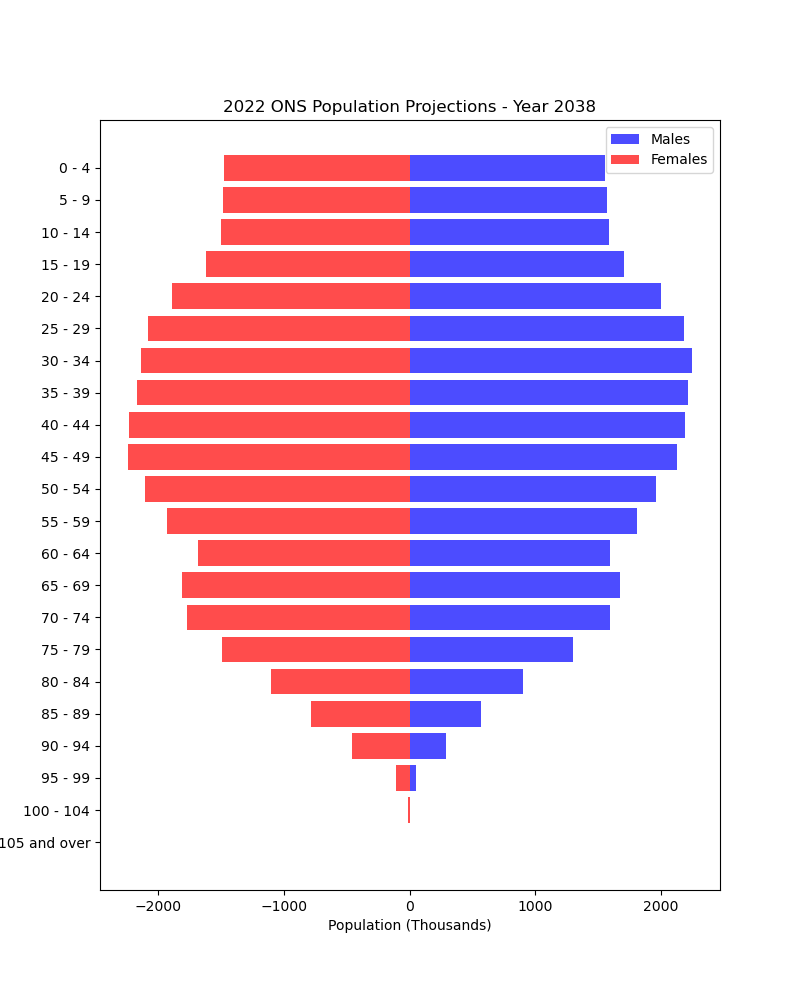 2022 ONS Population Projections - Year 2038
Males
Females
0 - 4
5 - 9
10 - 14
15 - 19
20 - 24
25 - 29
30 - 34
35 - 39
40 - 44
45 - 49
50 - 54
55 - 59
60 - 64
65 - 69
70 - 74
75 - 79
80 - 84
85 - 89
90 - 94
95 - 99
100 - 104
105 and over
−2000 −1000 0 1000 2000
Population (Thousands)